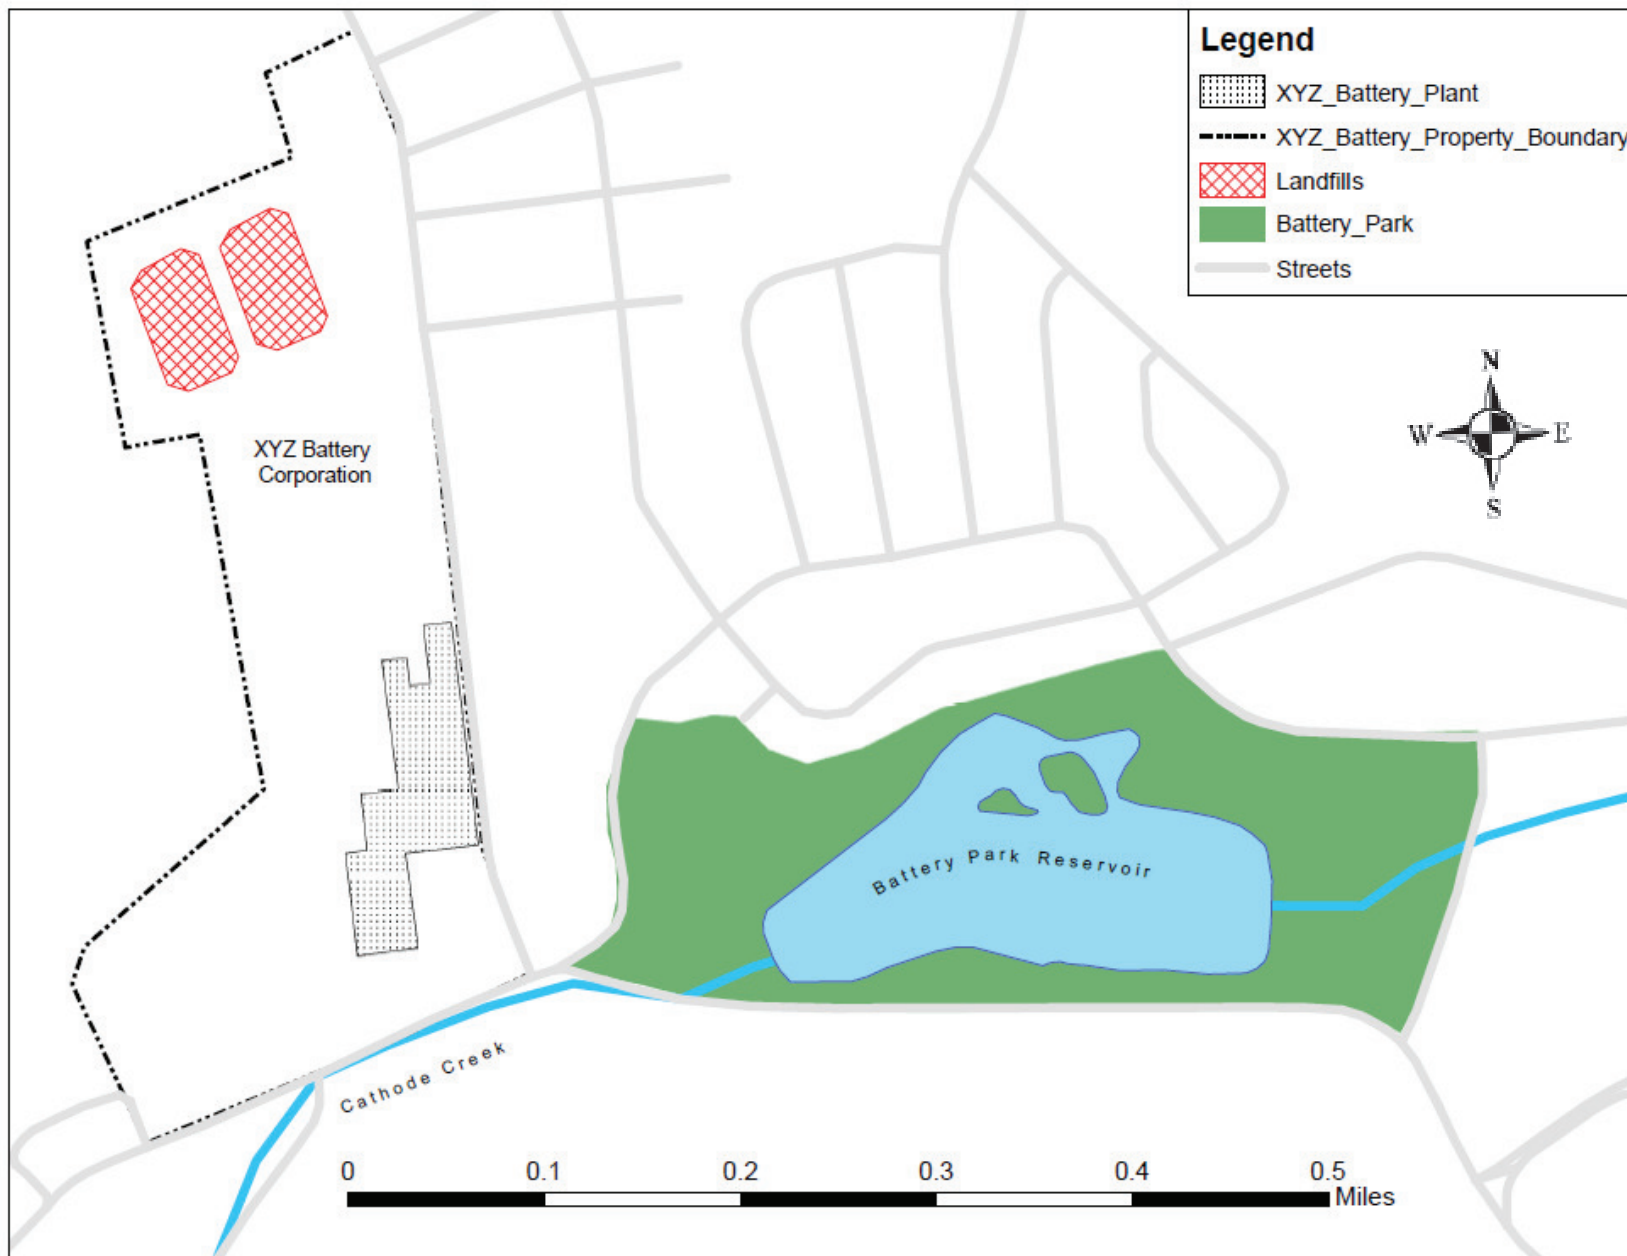 Legend
XYZ_Battery_Plant
XYZ_Battery_Property_Boundary
Landfills
Battery_Park
Streets
N
W E
S
XYZ Battery
Corporation
Battery Park Reservoir
Cathode Creek
0 0.1 0.2 0.3 0.4 0.5
Miles